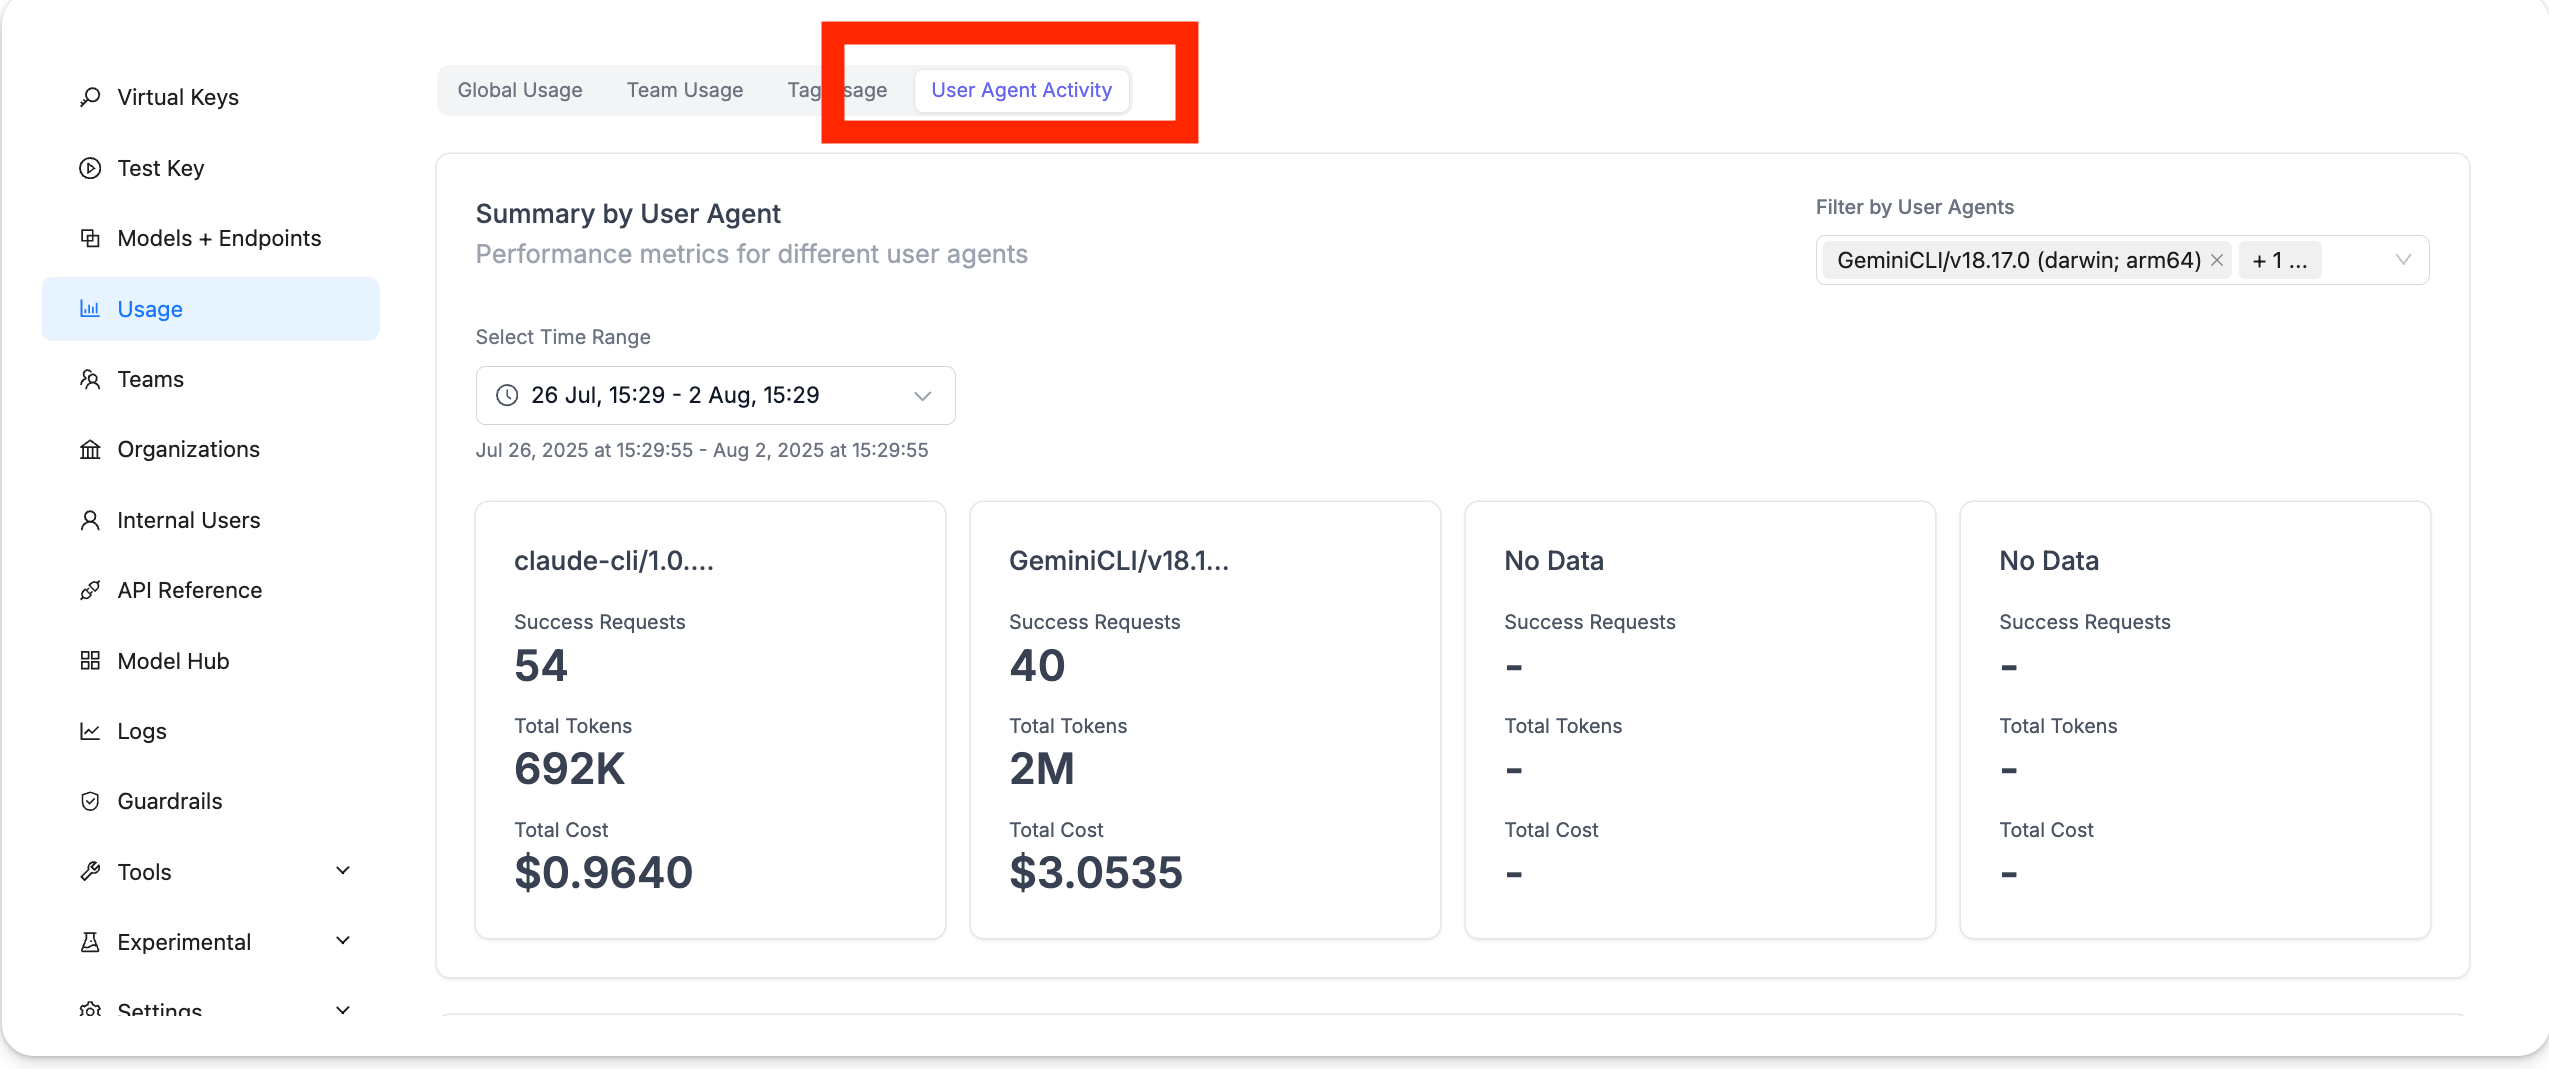 Virtual Keys
Test Key
Models + Endpoints
Usage
Teams
Organizations
Internal Users
API Reference
Model Hub
Logs
Guardrails
Tools
Experimental
Settings
Global Usage
Team Usage
Tag sage
User Agent Activity
Summary by User Agent
Performance metrics for different user agents
Filter by User Agents
GeminiCLI/v18.17.0 (darwin; arm64) + 1 ...
Select Time Range
26 Jul, 15:29 - 2 Aug, 15:29
Jul 26, 2025 at 15:29:55 - Aug 2, 2025 at 15:29:55
claude-cli/1.0....
Success Requests
54
Total Tokens
692K
Total Cost
$0.9640
GeminiCLI/v18.1...
Success Requests
40
Total Tokens
2M
Total Cost
$3.0535
No Data
Success Requests
-
Total Tokens
-
Total Cost
-
No Data
Success Requests
-
Total Tokens
-
Total Cost
-